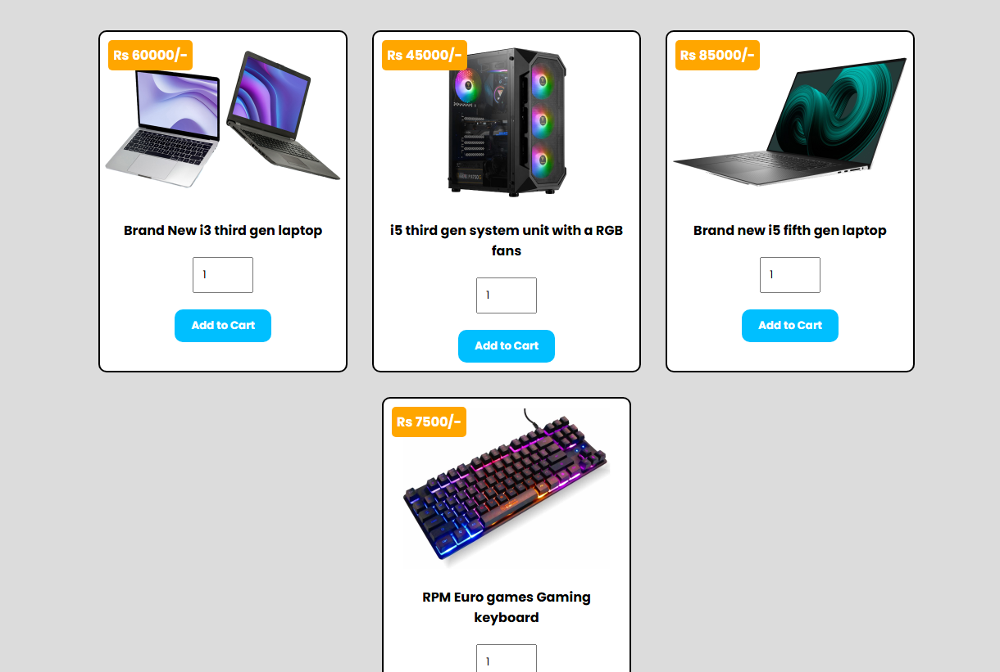 Rs 60000/-
Brand New i3 third gen laptop
1
Add to Cart
Rs 45000/-
i5 third gen system unit with a RGB
fans
1
Add to Cart
Rs 85000/-
Brand new i5 fifth gen laptop
1
Add to Cart
Rs 7500/-
RPM Euro games Gaming
keyboard
1